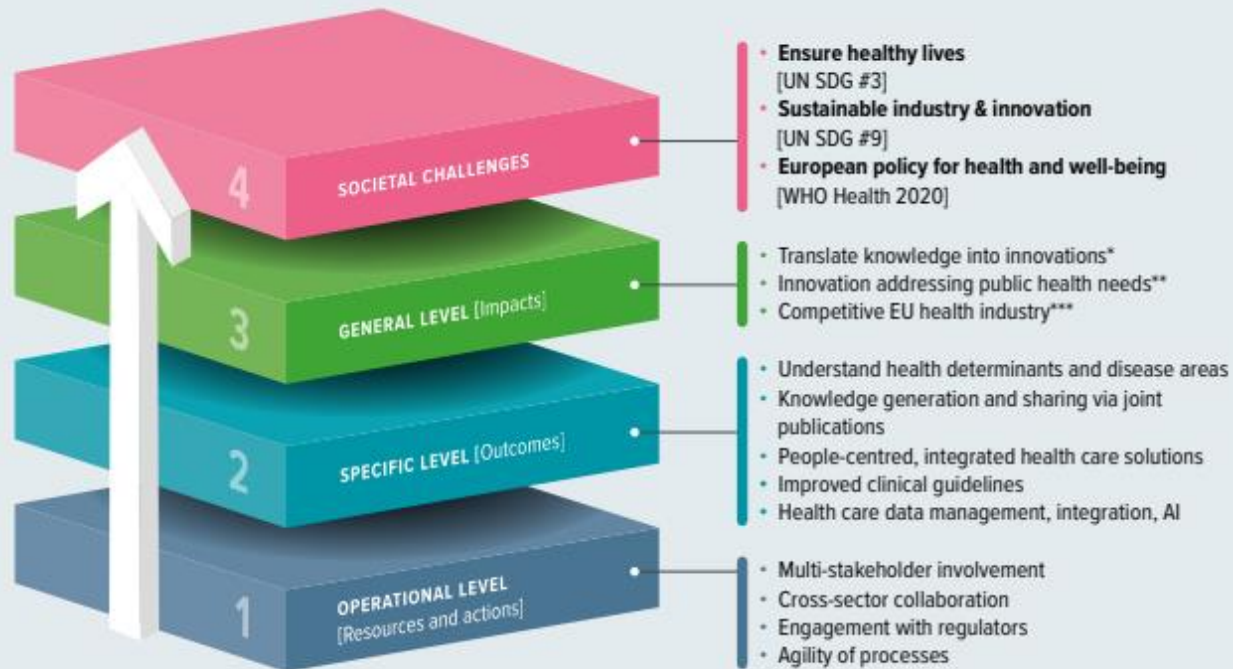 • Ensure healthy lives
[UN SDG #3]
• Sustainable industry & innovation
[UN SDG #9]
• European policy for health and well-being
[WHO Health 2020]
4
SOCIETAL CHALLENGES
• Translate knowledge into innovations*
• Innovation addressing public health needs**
• Competitive EU health industry***
3
GENERAL LEVEL [Impacts]
• Understand health determinants and disease areas
• Knowledge generation and sharing via joint
publications
• People-centred, integrated health care solutions
• Improved clinical guidelines
• Health care data management, integration, AI
2
SPECIFIC LEVEL [Outcomes]
• Multi-stakeholder involvement
• Cross-sector collaboration
• Engagement with regulators
• Agility of processes
1
OPERATIONAL LEVEL
[Resources and actions]